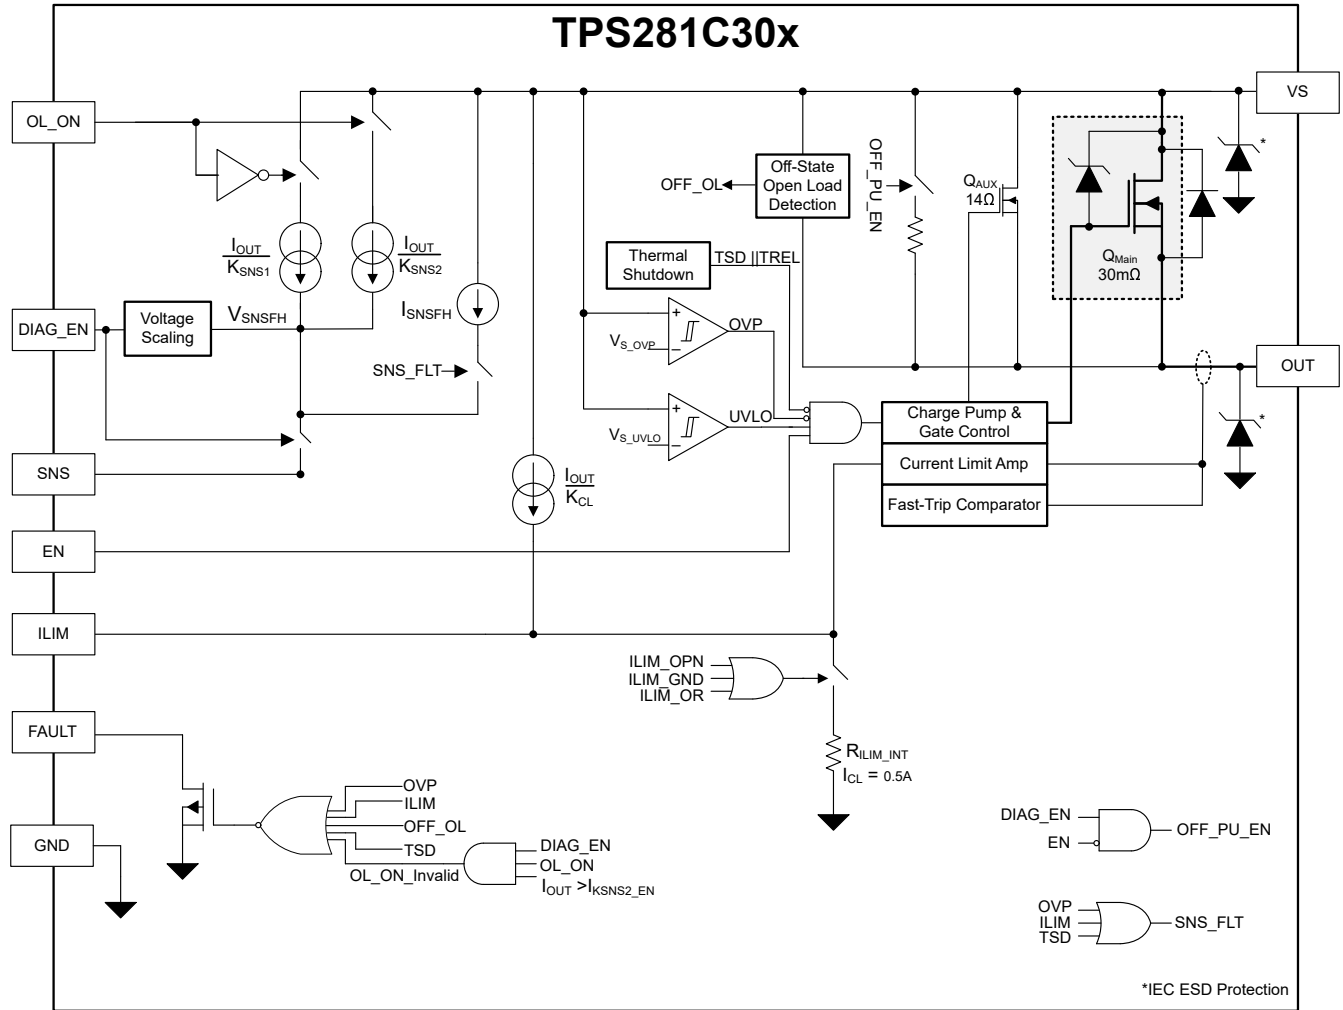 TPS281C30x
VS
OL_ON
OFF_PU_EN
Off-State
Open Load
Detection
OFF_OL
QAUX
14Ω
*
IOUT
KSNS1
IOUT
KSNS2
QMain
30mΩ
Thermal
Shutdown
TSD ||TREL
ISNSFH
DIAG_EN
Voltage
Scaling
VSNSFH
+
OVP
VS_OVP
−
SNS_FLT
OUT
+
UVLO
VS_UVLO
−
Charge Pump &
Gate Control
*
SNS
Current Limit Amp
IOUT
KCL
Fast-Trip Comparator
EN
ILIM
ILIM_OPN
ILIM_GND
ILIM_OR
FAULT
RILIM_INT
ICL = 0.5A
OVP
ILIM
OFF_OL
TSD
OL_ON_Invalid
DIAG_EN
OL_ON
IOUT >IKSNS2_EN
GND
DIAG_EN
EN
OFF_PU_EN
OVP
ILIM
TSD
SNS_FLT
*IEC ESD Protection